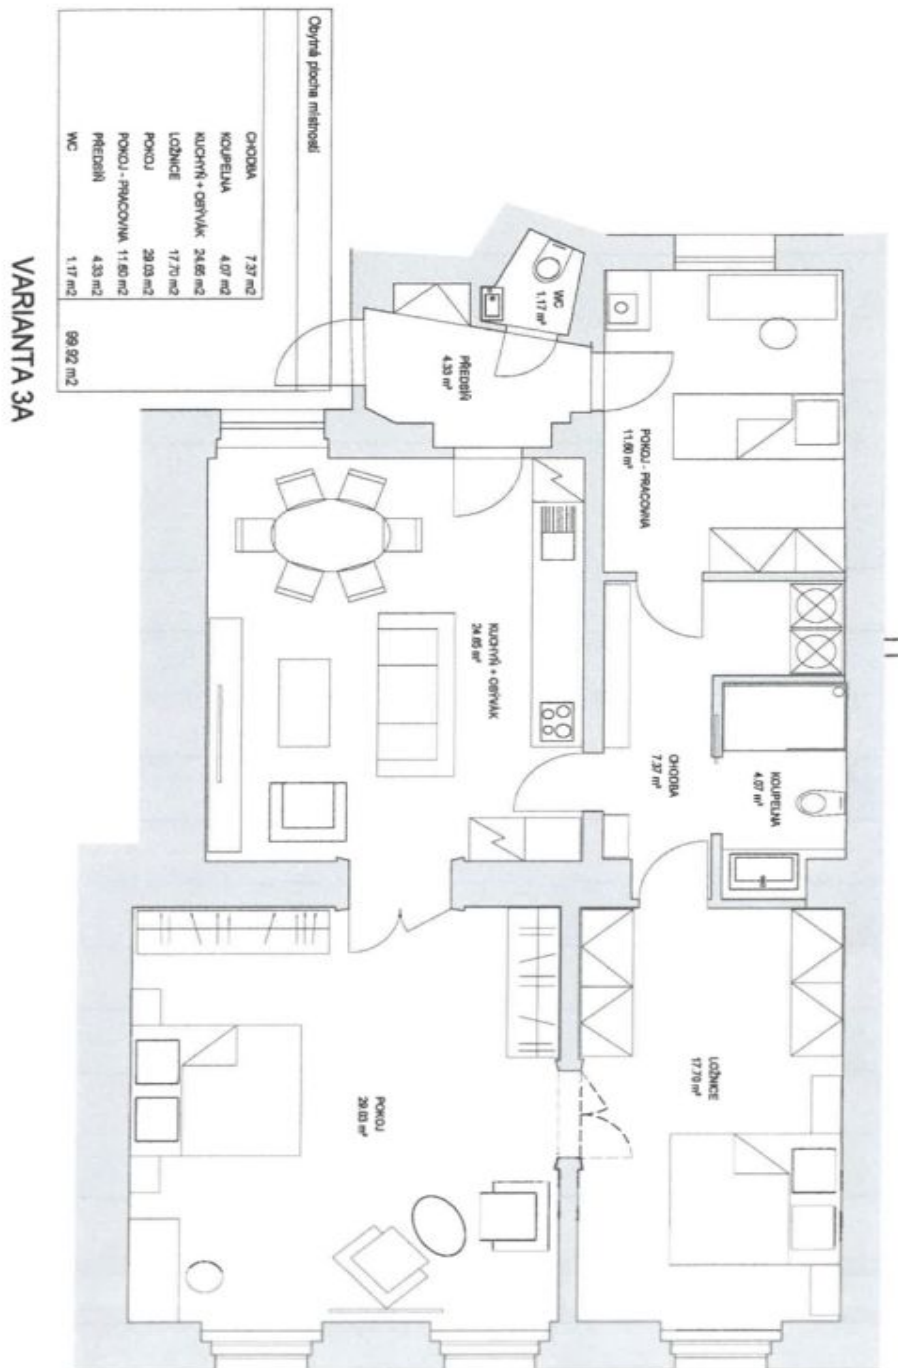 Obytná plocha místností
CHODBA 7.37 m2
KOUPELNA 4.07 m2
KUCHYŇ + OBÝVÁK 24.65 m2
LOŽNICE 17.70 m2
POKOJ 29.03 m2
POKOJ - PRACOVNA 11.60 m2
PŘEDSÍŇ 4.33 m2
WC 1.17 m2 99.92 m2
VARIANTA 3A
WC
1.17 m²
PŘEDSÍŇ
4.33 m²
POKOJ - PRACOVNA
11.60 m²
KUCHYŇ + OBÝVÁK
24.65 m²
CHODBA
7.37 m²
KOUPELNA
4.07 m²
POKOJ
29.03 m²
LOŽNICE
17.70 m²